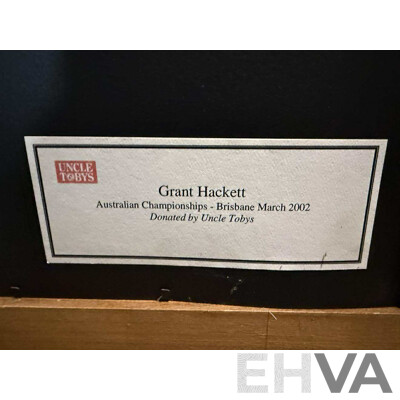 UNCLE
TOBYS
Grant Hackett
Australian Championships - Brisbane March 2002
Donated by Uncle Tobys
EHVA